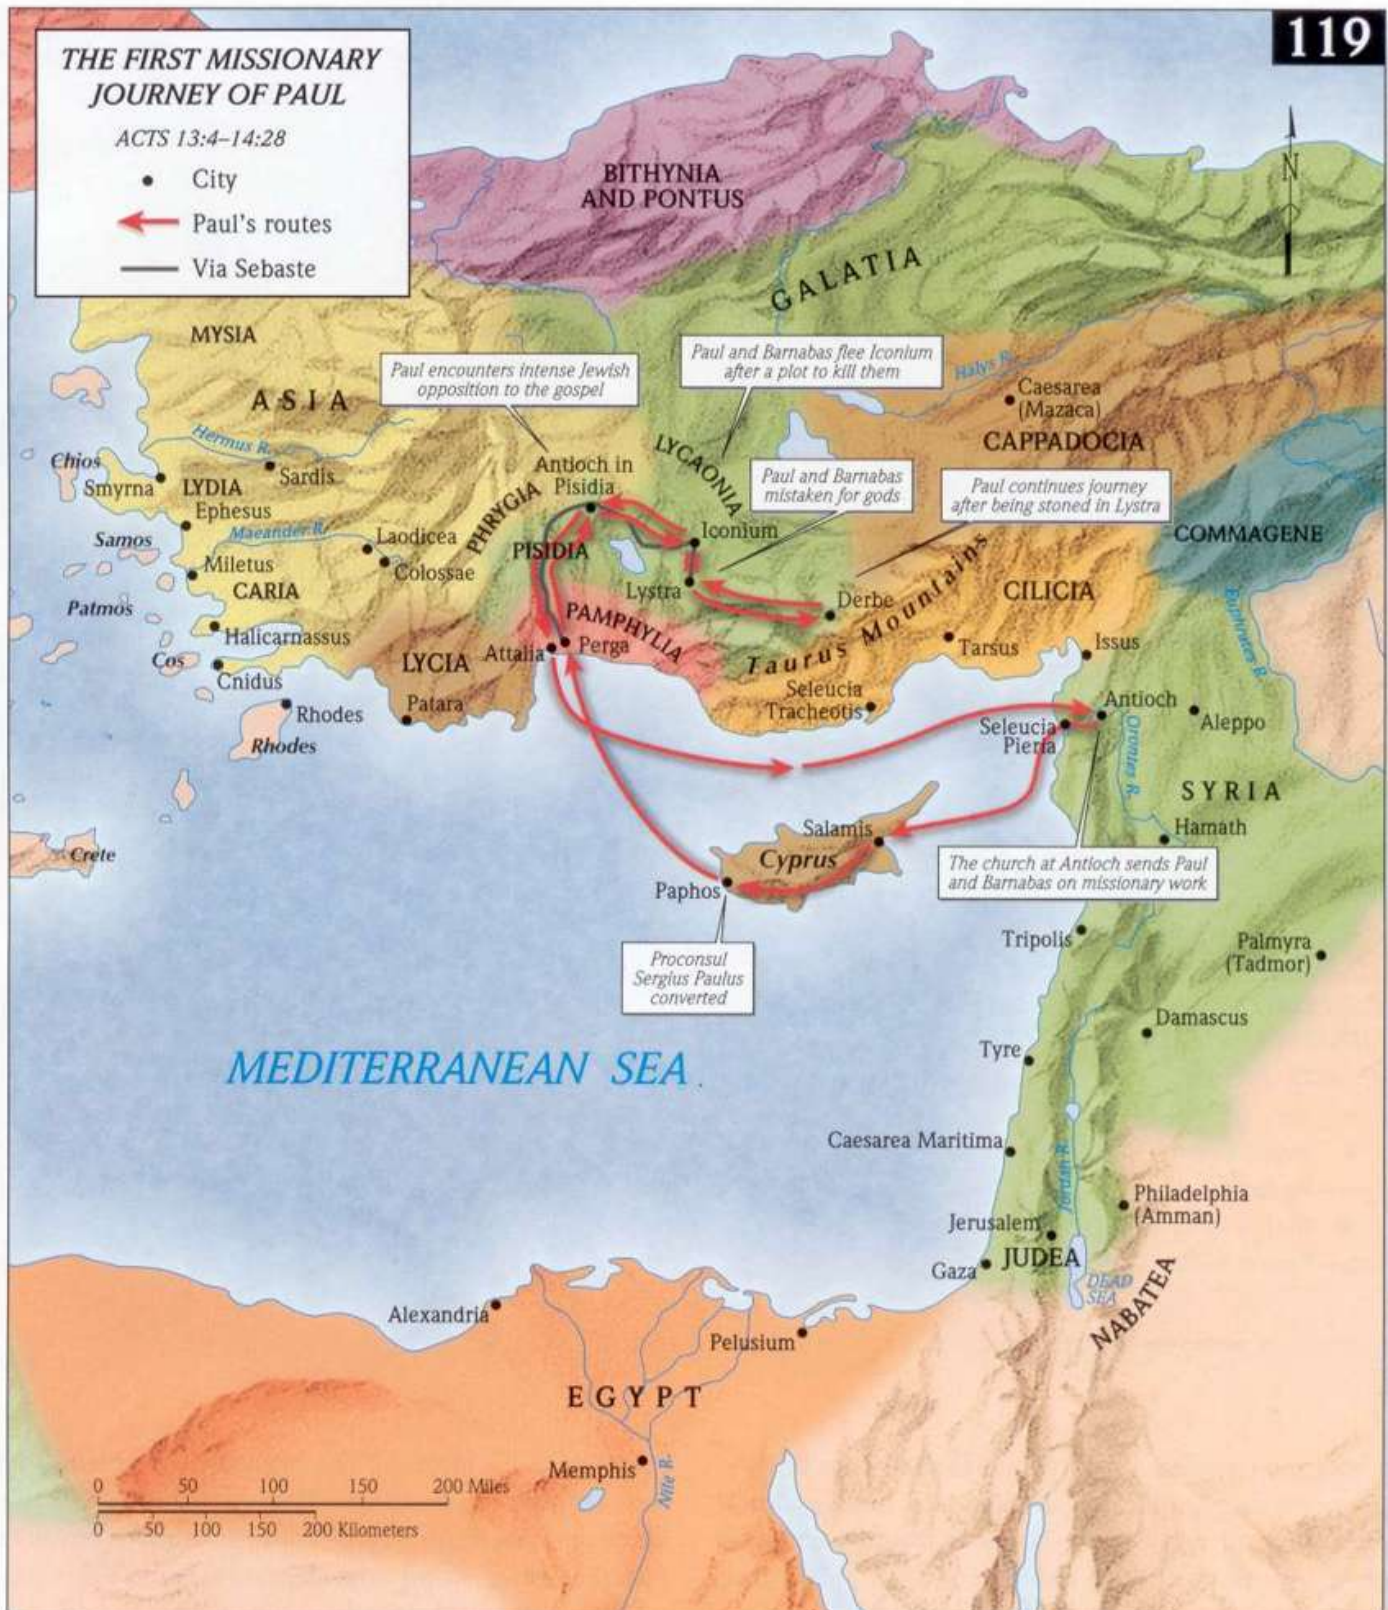 119
THE FIRST MISSIONARY
JOURNEY OF PAUL
ACTS 13:4–14:28
City
Paul's routes
Via Sebaste
N
BITHYNIA
AND PONTUS
GALATIA
MYSIA
ASIA
Paul encounters intense Jewish
opposition to the gospel
Paul and Barnabas flee Iconium
after a plot to kill them
Halys R.
Caesarea
(Mazaca)
CAPPADOCIA
Hermus R.
Chios
Smyrna
LYDIA
Sardis
Ephesus
Antioch in
Pisidia
LYCAONIA
Paul and Barnabas
mistaken for gods
Paul continues journey
after being stoned in Lystra
COMMAGENE
Samos
Maeander R.
Laodicea
Colossae
PHRYGIA
PISIDIA
Iconium
Miletus
CARIA
Patmos
Lystra
Derbe
Taurus Mountains
CILICIA
Euphrates R.
Halicarnassus
Cos
Cnidus
LYCIA
Attalia
PAMPHYLIA
Perga
Tarsus
Issus
Rhodes
Rhodes
Patara
Seleucia
Tracheotis
Antioch
Seleucia
Pieria
Aleppo
Orontes R.
SYRIA
Crete
Salamis
Cyprus
Paphos
Hamath
The church at Antioch sends Paul
and Barnabas on missionary work
Proconsul
Sergius Paulus
converted
Tripolis
Palmyra
(Tadmor)
Damascus
Tyre
MEDITERRANEAN SEA
Caesarea Maritima
Jordan R.
Philadelphia
(Amman)
Jerusalem
JUDEA
Gaza
DEAD
SEA
NABATEA
Alexandria
Pelusium
EGYPT
Memphis
Nile R.
0 50 100 150 200 Miles
0 50 100 150 200 Kilometers